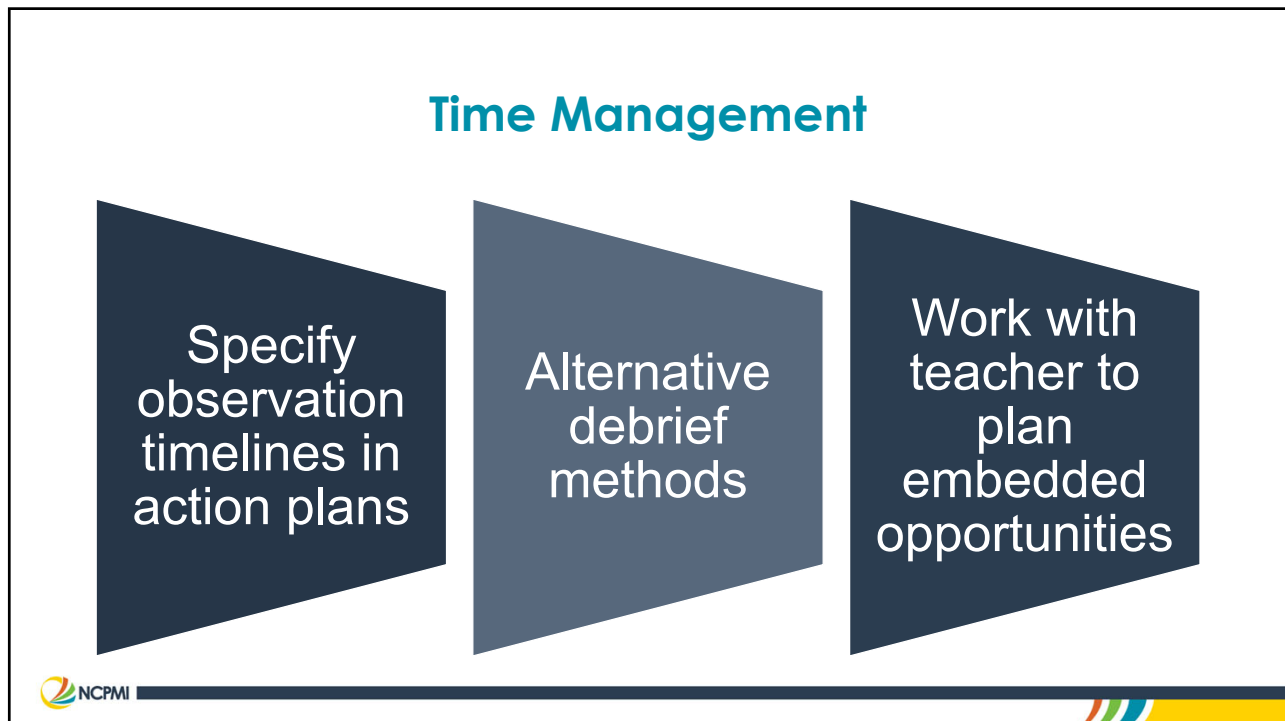 Time Management
Specify
observation
timelines in
action plans
Alternative
debrief
methods
Work with
teacher to
plan
embedded
opportunities
NCPMI